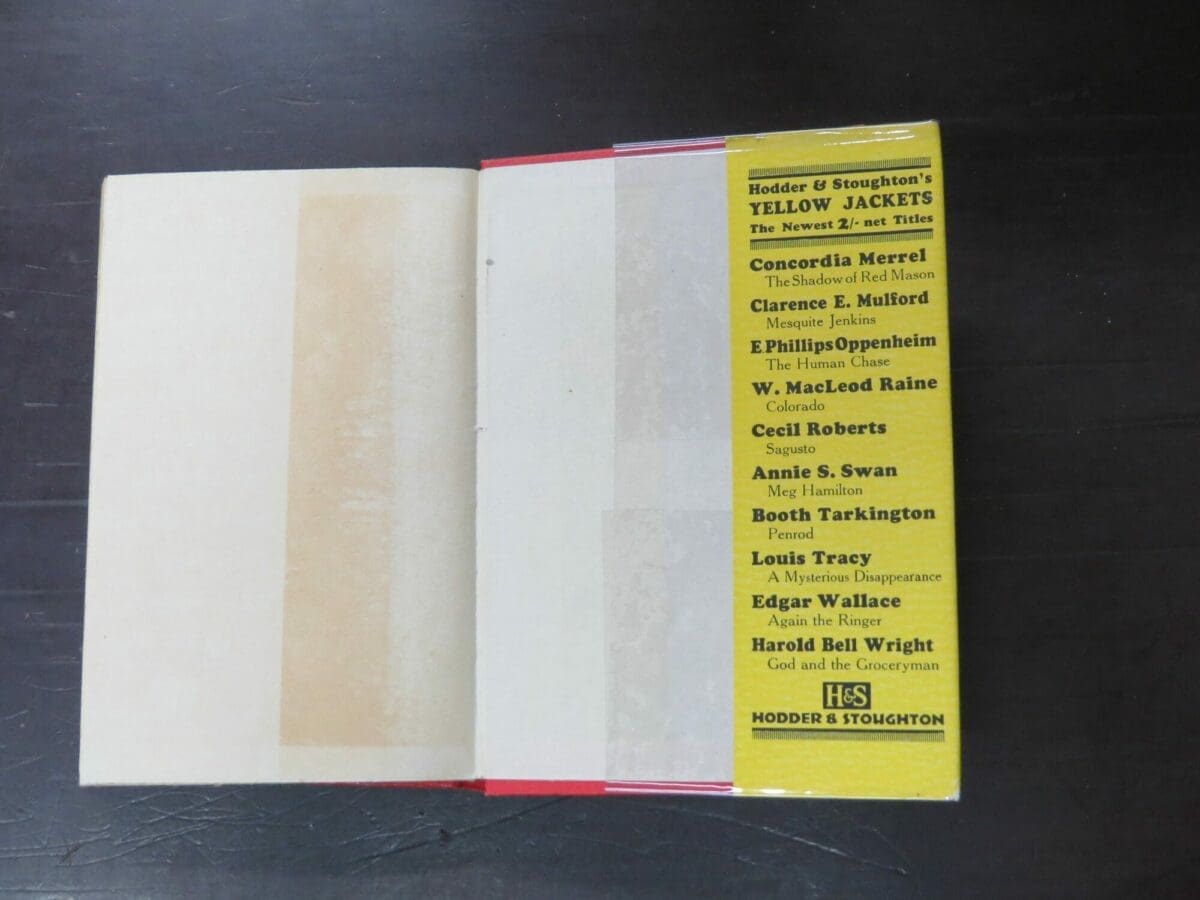 Hodder & Stoughton's
YELLOW JACKETS
The Newest 2/- net Titles
Concordia Merrel
The Shadow of Red Mason
Clarence E. Mulford
Mesquite Jenkins
E. Phillips Oppenheim
The Human Chase
W. MacLeod Raine
Colorado
Cecil Roberts
Sagusto
Annie S. Swan
Meg Hamilton
Booth Tarkington
Penrod
Louis Tracy
A Mysterious Disappearance
Edgar Wallace
Again the Ringer
Harold Bell Wright
God and the Groceryman
H&S
HODDER & STOUGHTON